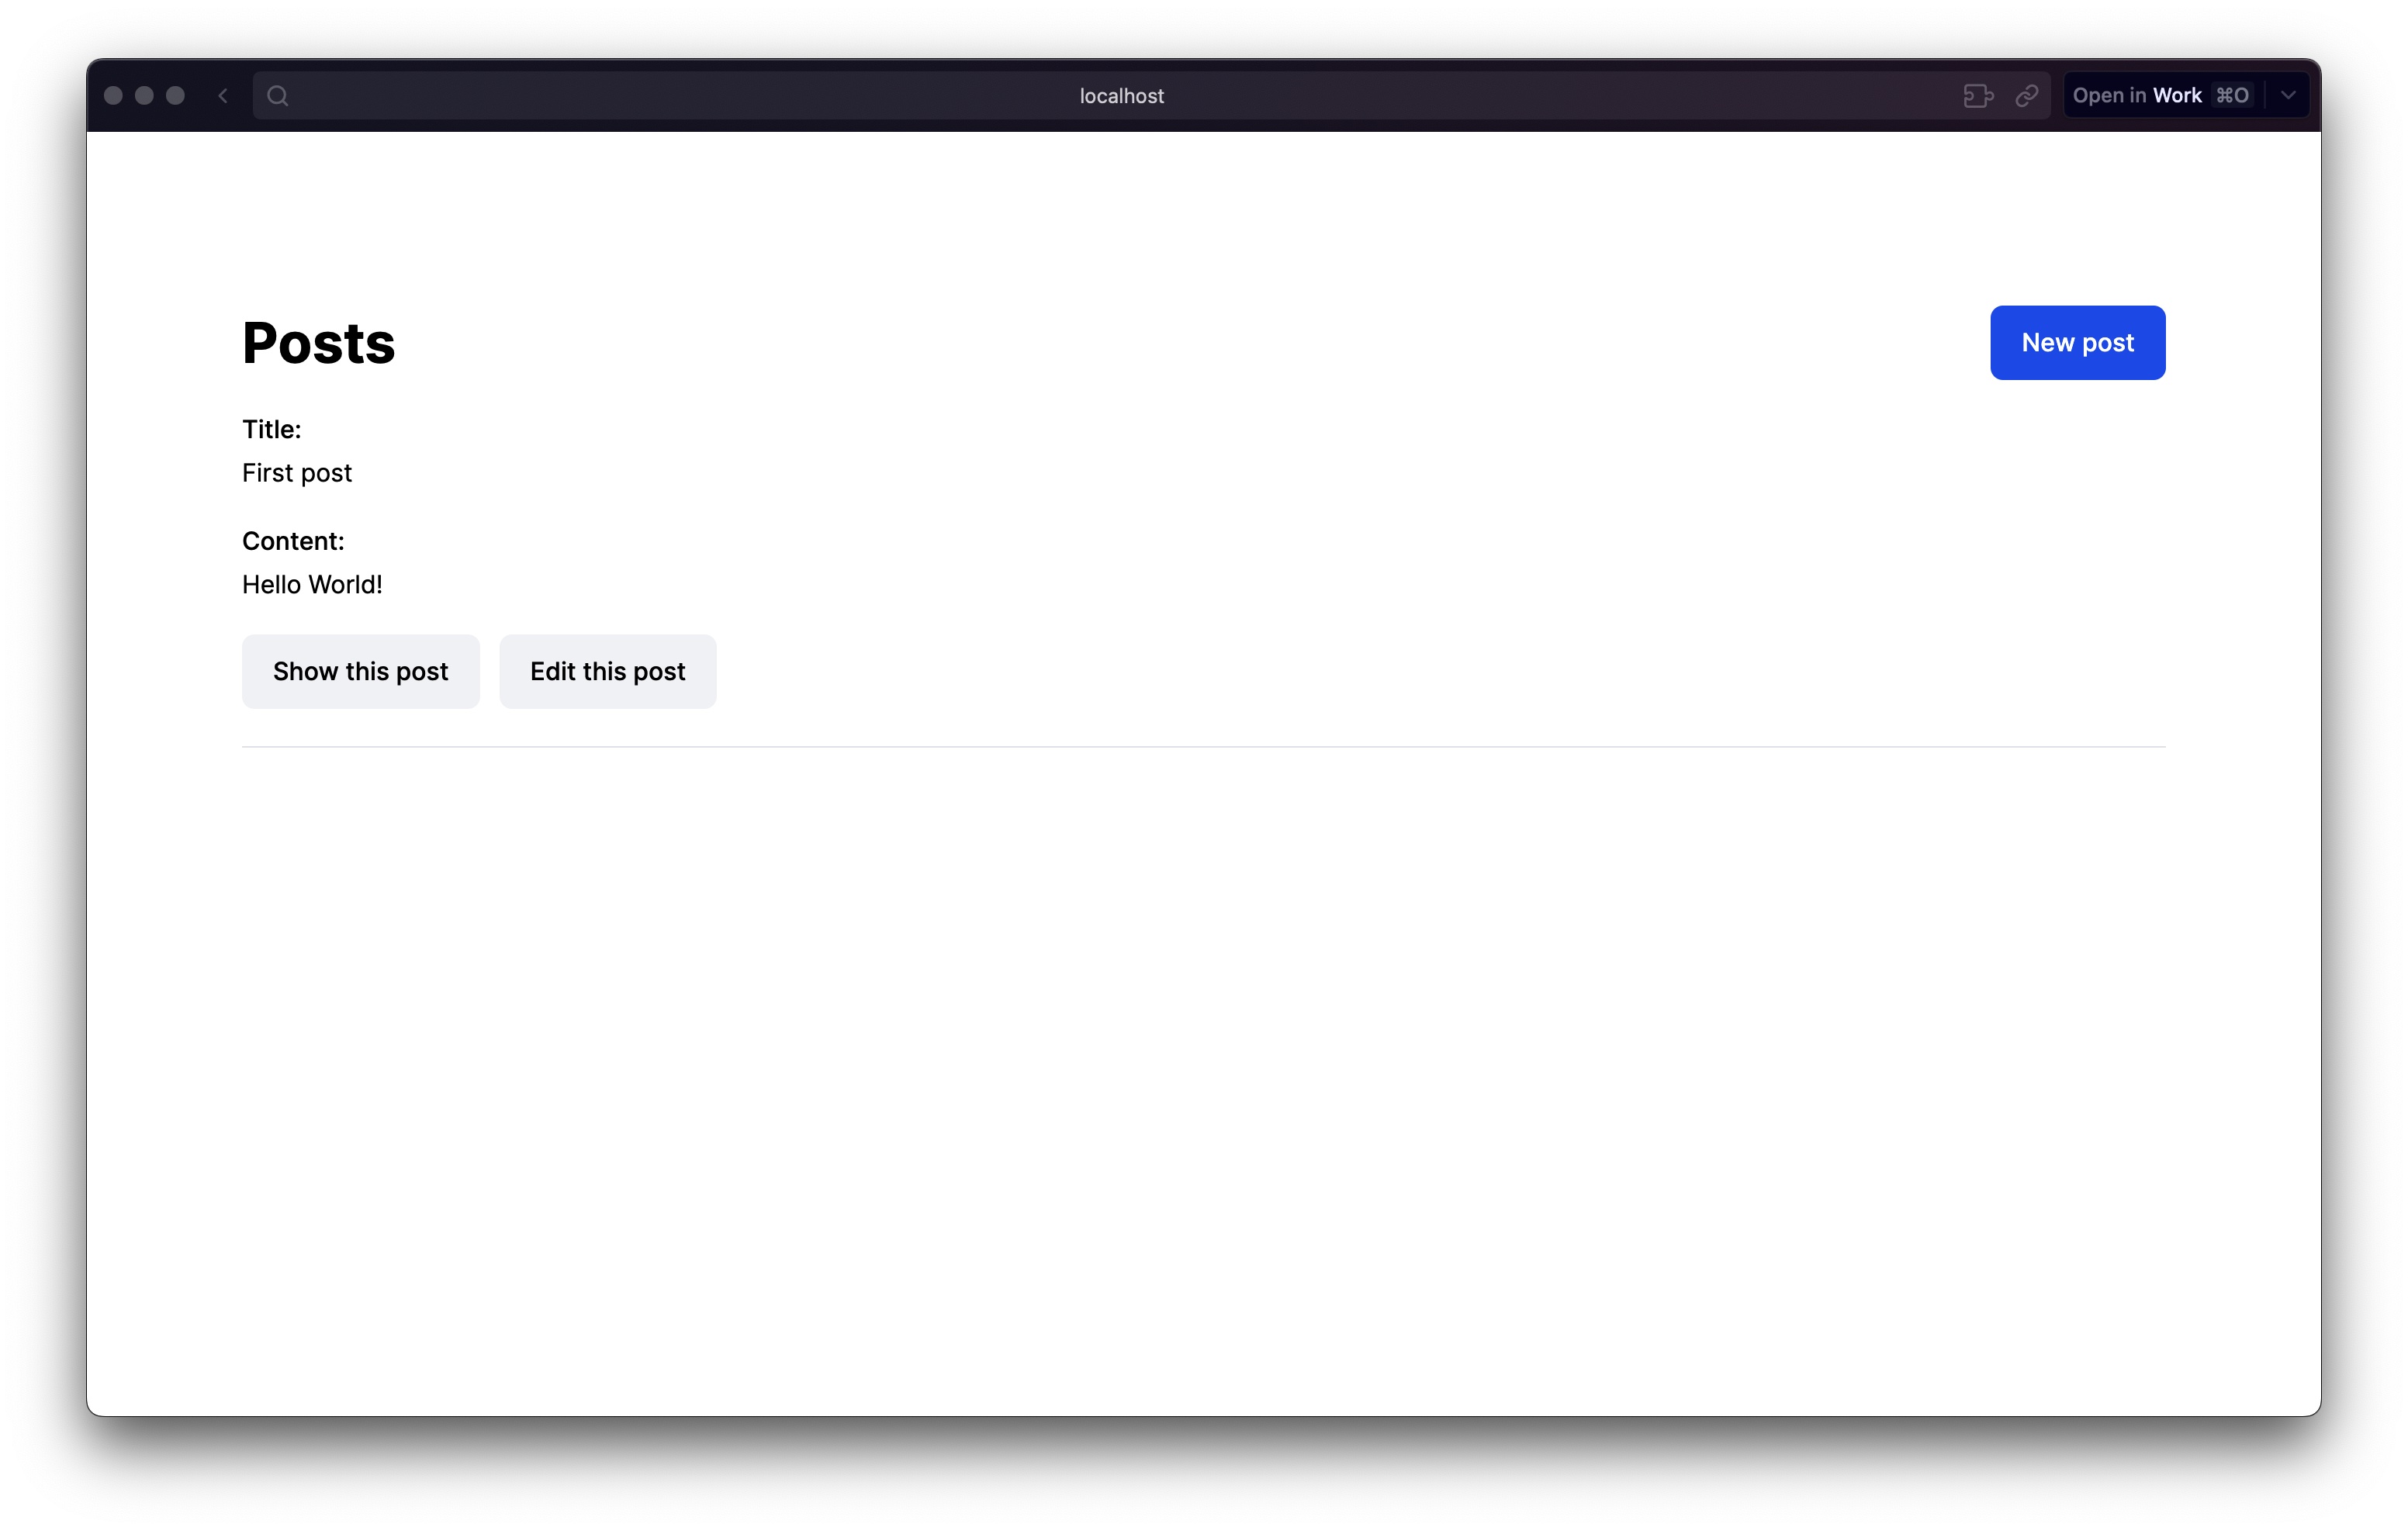 localhost
Open in Work ⌘O
Posts
New post
Title:
First post
Content:
Hello World!
Show this post
Edit this post